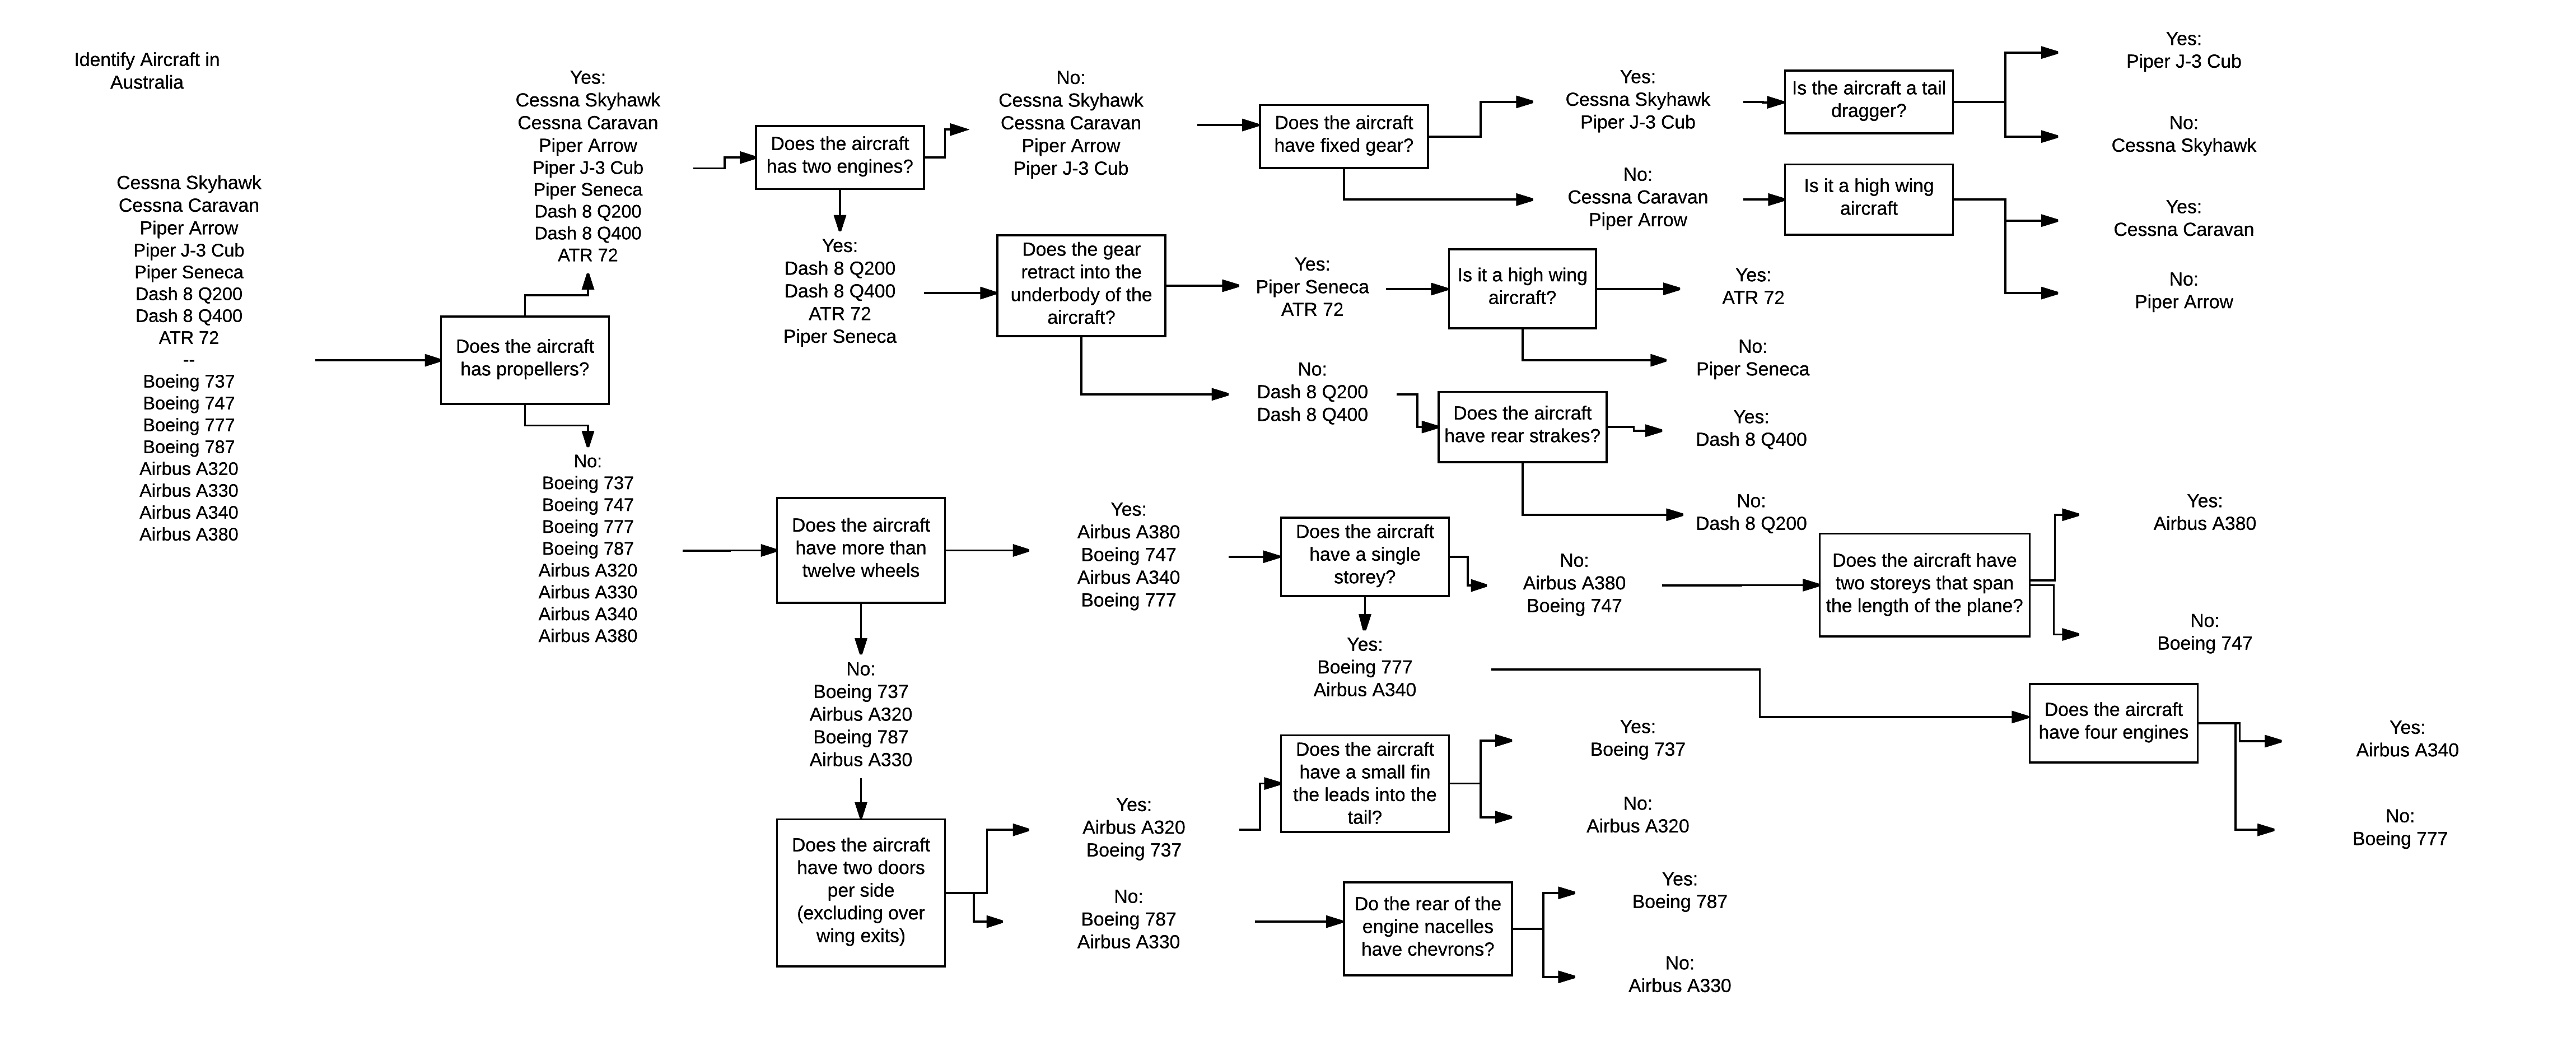 Identify Aircraft in
Australia
Cessna Skyhawk
Cessna Caravan
Piper Arrow
Piper J-3 Cub
Piper Seneca
Dash 8 Q200
Dash 8 Q400
ATR 72
--
Boeing 737
Boeing 747
Boeing 777
Boeing 787
Airbus A320
Airbus A330
Airbus A340
Airbus A380
Does the aircraft
has propellers?
Yes:
Cessna Skyhawk
Cessna Caravan
Piper Arrow
Piper J-3 Cub
Piper Seneca
Dash 8 Q200
Dash 8 Q400
ATR 72
Does the aircraft
has two engines?
No:
Cessna Skyhawk
Cessna Caravan
Piper Arrow
Piper J-3 Cub
Does the aircraft
have fixed gear?
Yes:
Cessna Skyhawk
Piper J-3 Cub
Is the aircraft a tail
dragger?
Yes:
Piper J-3 Cub
No:
Cessna Skyhawk
No:
Cessna Caravan
Piper Arrow
Is it a high wing
aircraft
Yes:
Cessna Caravan
No:
Piper Arrow
Yes:
Dash 8 Q200
Dash 8 Q400
ATR 72
Piper Seneca
Does the gear
retract into the
underbody of the
aircraft?
Yes:
Piper Seneca
ATR 72
Is it a high wing
aircraft?
Yes:
ATR 72
No:
Piper Seneca
No:
Dash 8 Q200
Dash 8 Q400
Does the aircraft
have rear strakes?
Yes:
Dash 8 Q400
No:
Dash 8 Q200
No:
Boeing 737
Boeing 747
Boeing 777
Boeing 787
Airbus A320
Airbus A330
Airbus A340
Airbus A380
Does the aircraft
have more than
twelve wheels
Yes:
Airbus A380
Boeing 747
Airbus A340
Boeing 777
Does the aircraft
have a single
storey?
No:
Airbus A380
Boeing 747
Does the aircraft have
two storeys that span
the length of the plane?
Yes:
Airbus A380
No:
Boeing 747
Yes:
Boeing 777
Airbus A340
Does the aircraft
have four engines
Yes:
Airbus A340
No:
Boeing 777
No:
Boeing 737
Airbus A320
Boeing 787
Airbus A330
Does the aircraft
have two doors
per side
(excluding over
wing exits)
Yes:
Airbus A320
Boeing 737
Does the aircraft
have a small fin
the leads into the
tail?
Yes:
Boeing 737
No:
Airbus A320
No:
Boeing 787
Airbus A330
Do the rear of the
engine nacelles
have chevrons?
Yes:
Boeing 787
No:
Airbus A330